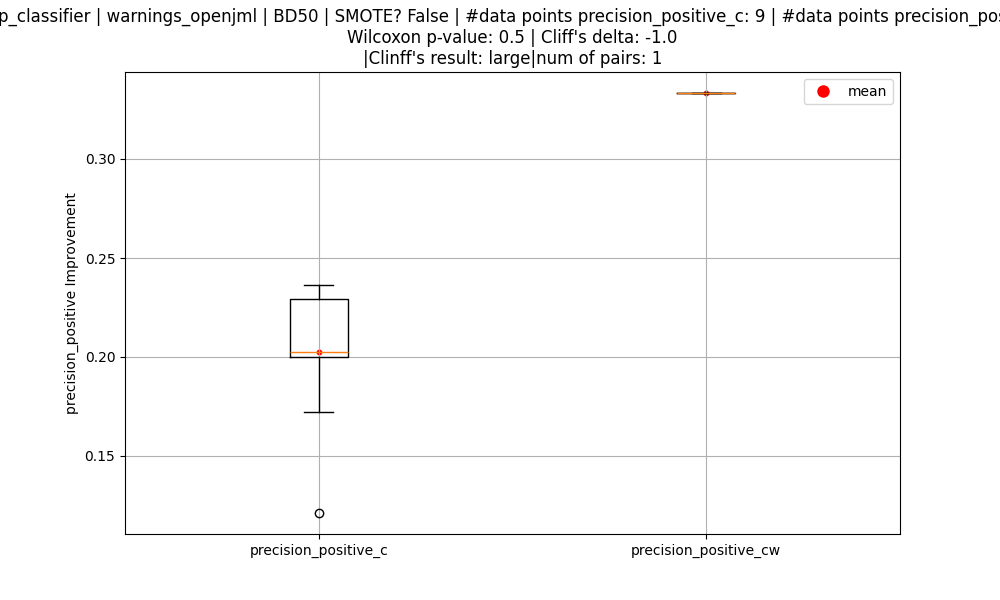 p_classifier | warnings_openjml | BD50 | SMOTE? False | #data points precision_positive_c: 9 | #data points precision_pos
Wilcoxon p-value: 0.5 | Cliff's delta: -1.0
|Clinff's result: large|num of pairs: 1
mean
0.30
0.25
0.20
0.15
precision_positive Improvement
precision_positive_c
precision_positive_cw